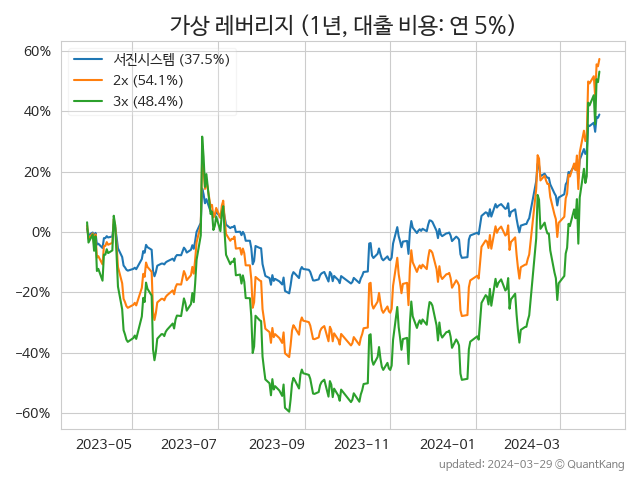 가상 레버리지 (1년, 대출 비용: 연 5%)
서진시스템 (37.5%)
2x (54.1%)
3x (48.4%)
60%
40%
20%
0%
−20%
−40%
−60%
2023-05 2023-07 2023-09 2023-11 2024-01 2024-03
updated: 2024-03-29 © QuantKang